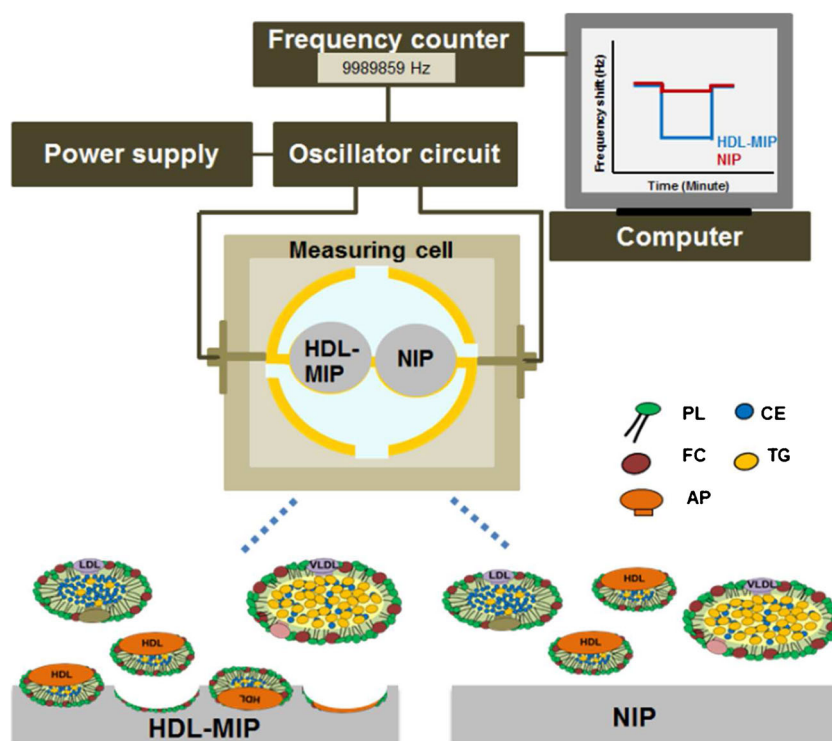 Frequency counter
9989859 Hz
Power supply
Oscillator circuit
Frequency shift (Hz)
HDL-MIP
NIP
Time (Minute)
Computer
Measuring cell
HDL-
MIP
NIP
PL
CE
FC
TG
AP
LDL
VLDL
HDL
HDL
HDL
HDL-MIP
LDL
HDL
VLDL
HDL
NIP